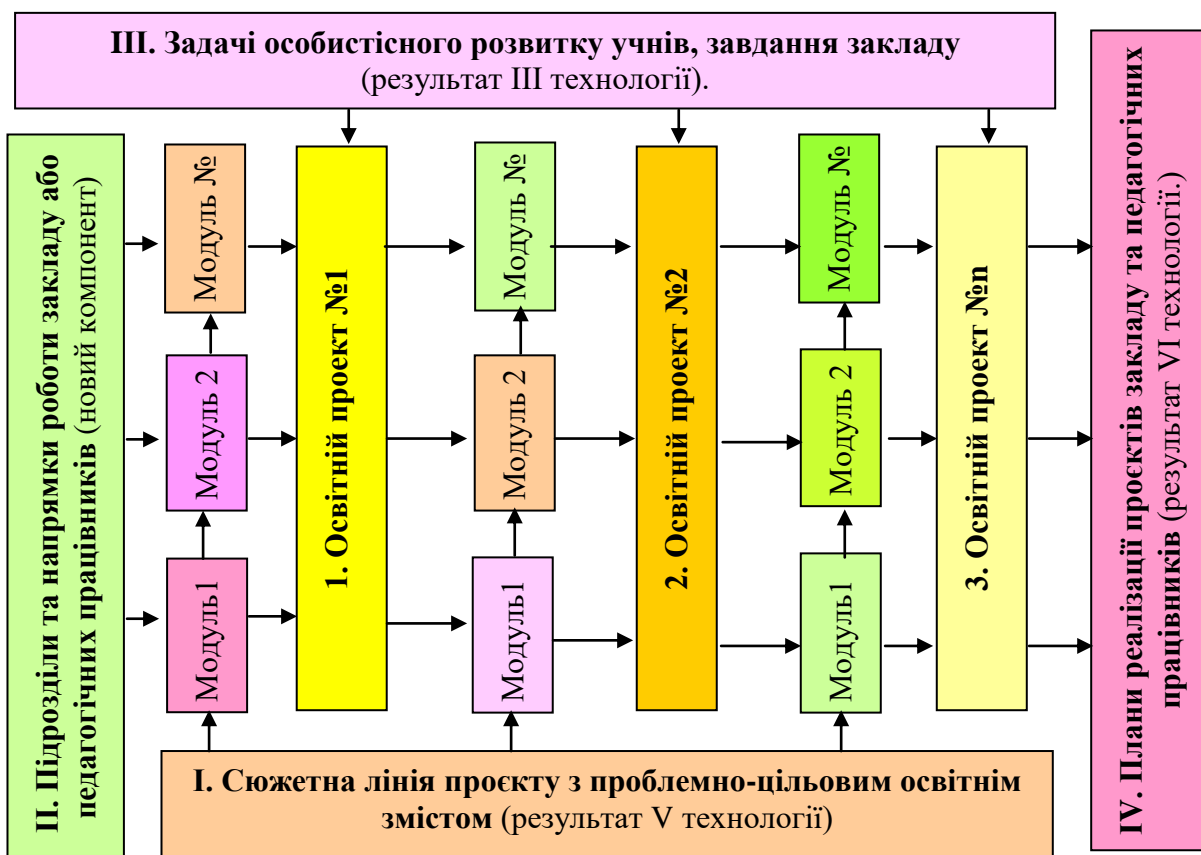 III. Задачі особистісного розвитку учнів, завдання закладу
(результат III технології).
II. Підрозділи та напрямки роботи закладу або
педагогічних працівників (новий компонент)
Модуль №
Модуль 2
Модуль1
1. Освітній проект №1
Модуль №
Модуль 2
Модуль1
2. Освітній проект №2
Модуль №
Модуль 2
Модуль1
3. Освітній проект №n
IV. Плани реалізації проєктів закладу та педагогічних
працівників (результат VI технології.)
I. Сюжетна лінія проєкту з проблемно-цільовим освітнім
змістом (результат V технології)